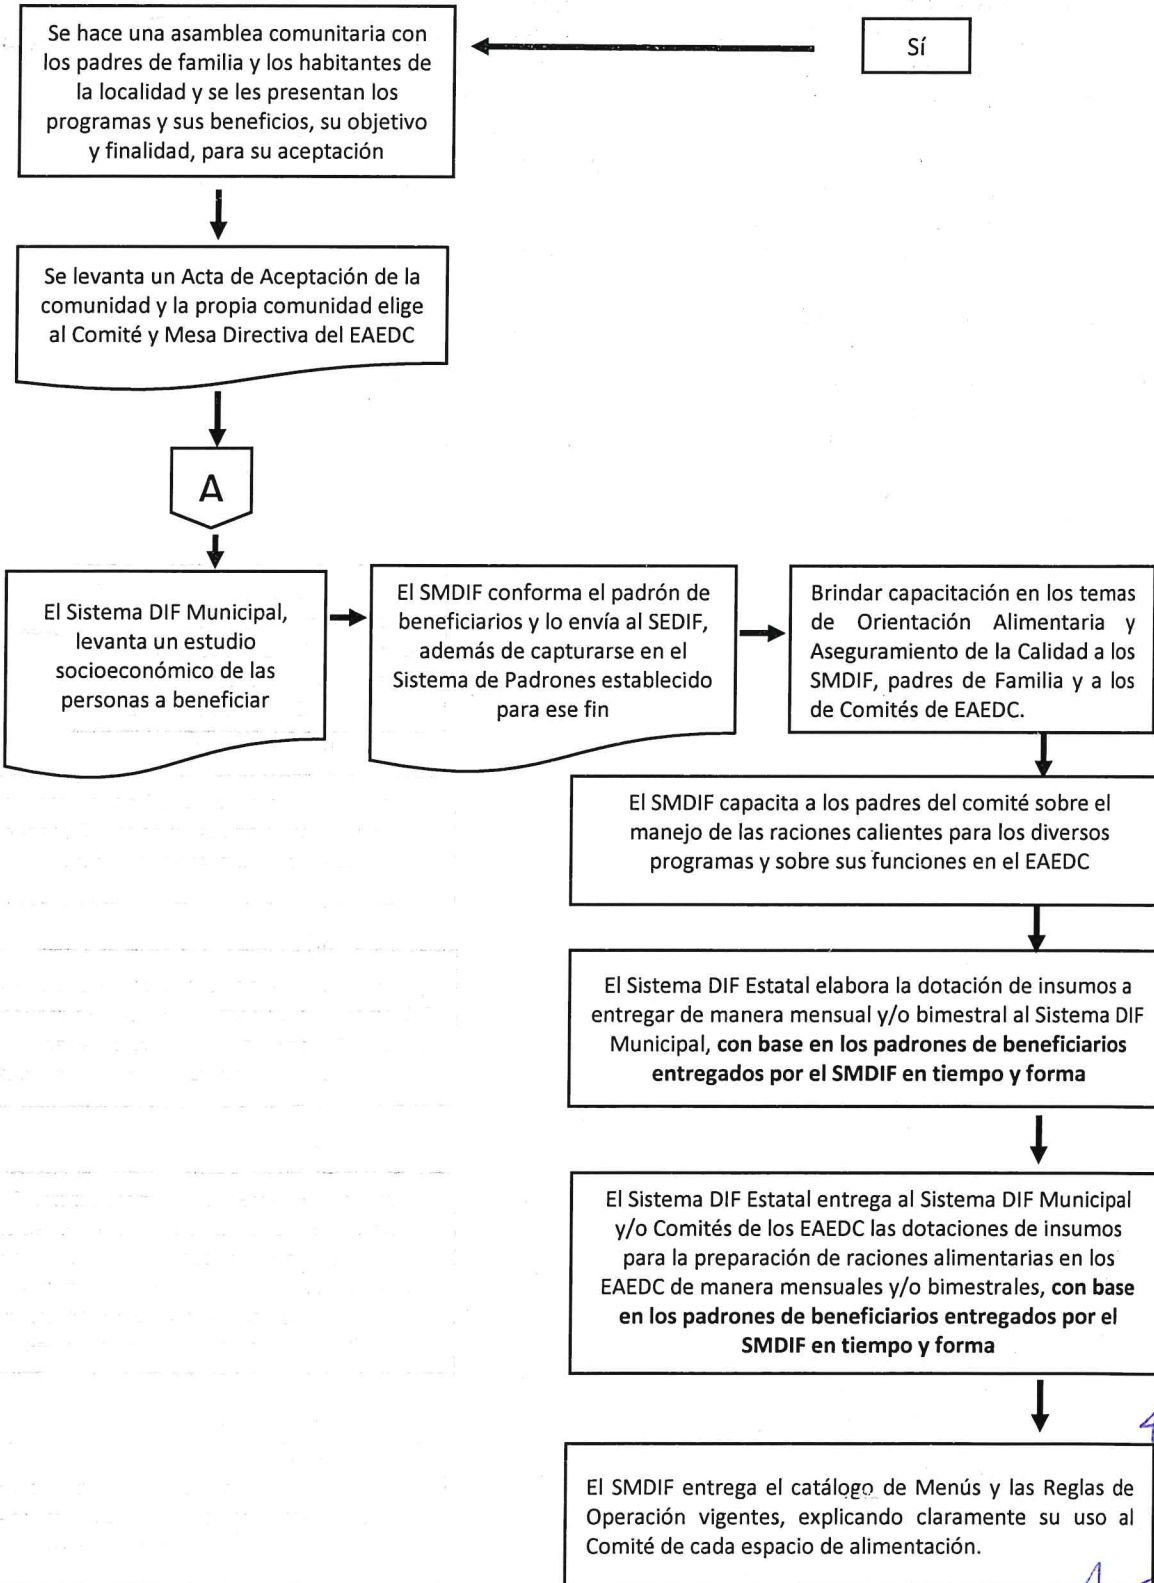 Se hace una asamblea comunitaria con
los padres de familia y los habitantes de
la localidad y se les presentan los
programas y sus beneficios, su objetivo
y finalidad, para su aceptación
Sí
Se levanta un Acta de Aceptación de la
comunidad y la propia comunidad elige
al Comité y Mesa Directiva del EAEDC
A
El Sistema DIF Municipal,
levanta un estudio
socioeconómico de las
personas a beneficiar
El SMDIF conforma el padrón de
beneficiarios y lo envía al SEDIF,
además de capturarse en el
Sistema de Padrones establecido
para ese fin
Brindar capacitación en los temas
de Orientación Alimentaria y
Aseguramiento de la Calidad a los
SMDIF, padres de Familia y a los
de Comités de EAEDC.
El SMDIF capacita a los padres del comité sobre el
manejo de las raciones calientes para los diversos
programas y sobre sus funciones en el EAEDC
El Sistema DIF Estatal elabora la dotación de insumos a
entregar de manera mensual y/o bimestral al Sistema DIF
Municipal, con base en los padrones de beneficiarios
entregados por el SMDIF en tiempo y forma
El Sistema DIF Estatal entrega al Sistema DIF Municipal
y/o Comités de los EAEDC las dotaciones de insumos
para la preparación de raciones alimentarias en los
EAEDC de manera mensuales y/o bimestrales, con base
en los padrones de beneficiarios entregados por el
SMDIF en tiempo y forma
El SMDIF entrega el catálogo de Menús y las Reglas de
Operación vigentes, explicando claramente su uso al
Comité de cada espacio de alimentación.